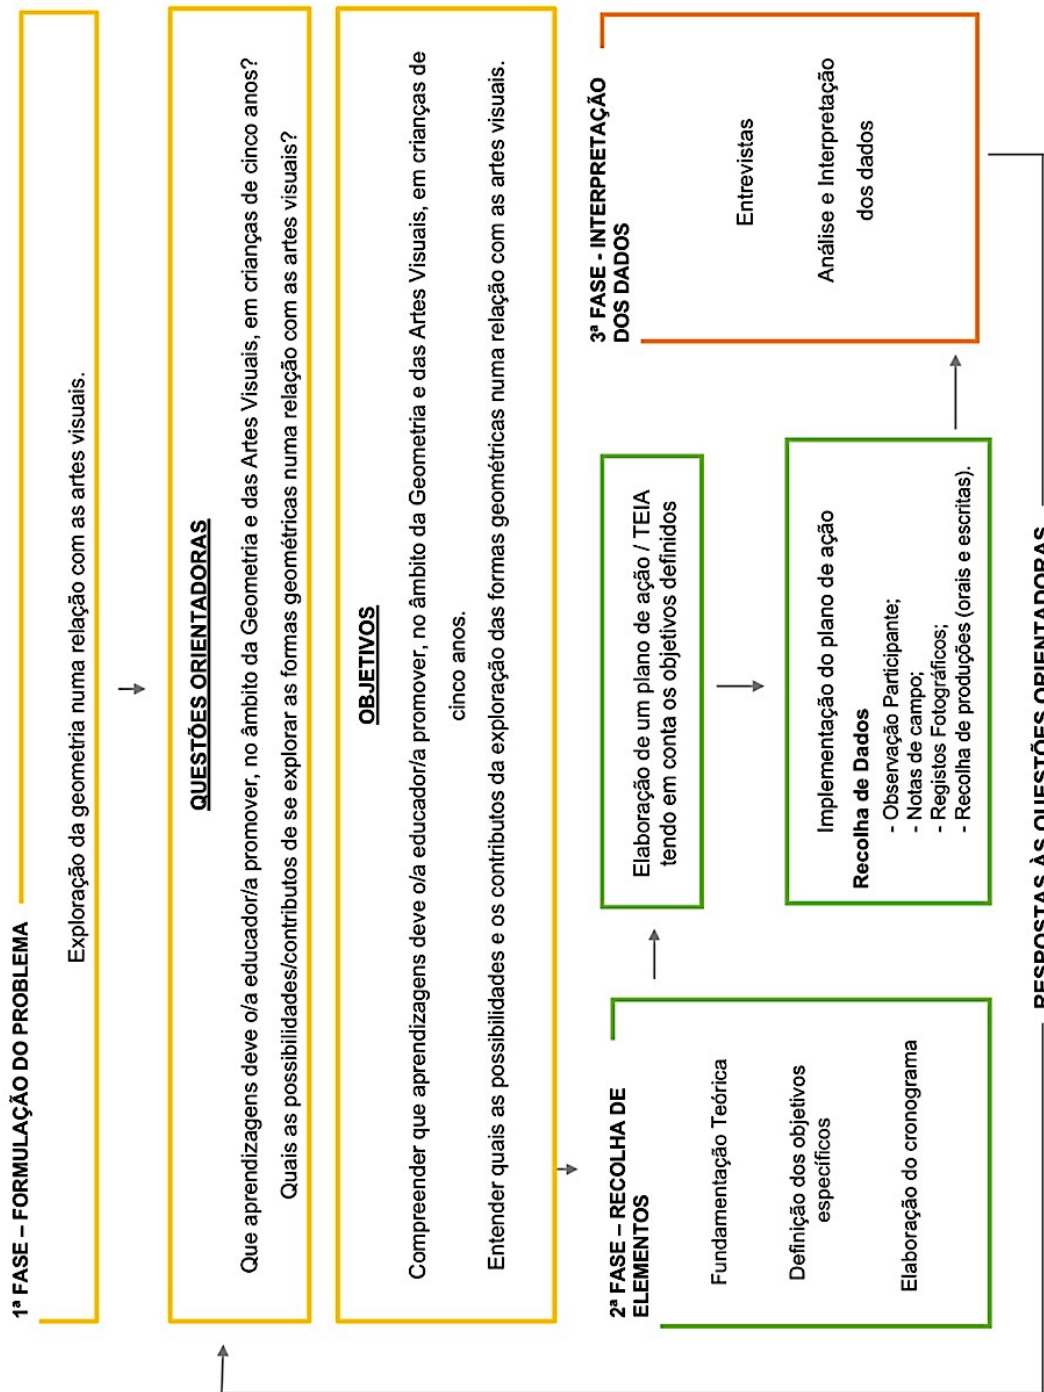 1ª FASE – FORMULAÇÃO DO PROBLEMA
Exploração da geometria numa relação com as artes visuais.
QUESTÕES ORIENTADORAS
Que aprendizagens deve o/a educador/a promover, no âmbito da Geometria e das Artes Visuais, em crianças de cinco anos?
Quais as possibilidades/contributos de se explorar as formas geométricas numa relação com as artes visuais?
OBJETIVOS
Compreender que aprendizagens deve o/a educador/a promover, no âmbito da Geometria e das Artes Visuais, em crianças de
cinco anos.
Entender quais as possibilidades e os contributos da exploração das formas geométricas numa relação com as artes visuais.
2ª FASE – RECOLHA DE
ELEMENTOS
Fundamentação Teórica
Definição dos objetivos
específicos
Elaboração do cronograma
Elaboração de um plano de ação / TEIA
tendo em conta os objetivos definidos
Implementação do plano de ação
Recolha de Dados
- Observação Participante;
- Notas de campo;
- Registos Fotográficos;
- Recolha de produções (orais e escritas).
3ª FASE - INTERPRETAÇÃO
DOS DADOS
Entrevistas
Análise e Interpretação
dos dados
RESPOSTAS ÀS QUESTÕES ORIENTADORAS